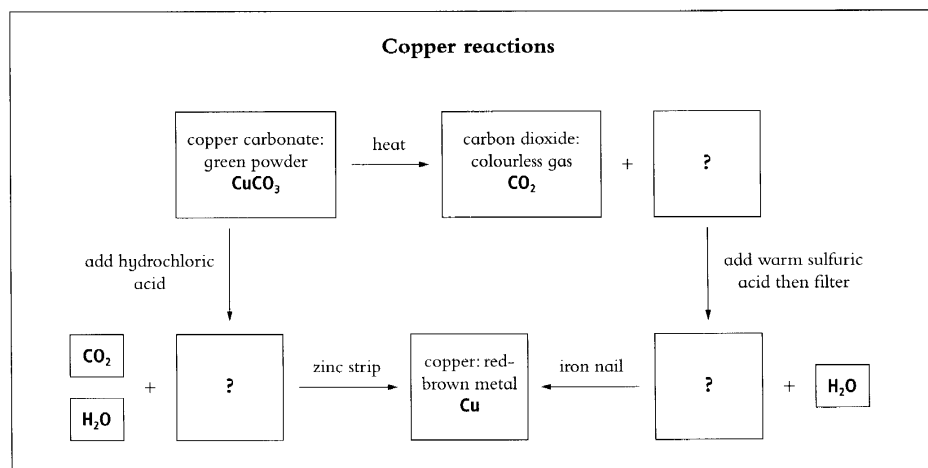 Copper reactions
copper carbonate:
green powder
CuCO₃
heat
carbon dioxide:
colourless gas
CO₂
+
?
add hydrochloric
acid
add warm sulfuric
acid then filter
CO₂
H₂O
+
?
zinc strip
copper: red-
brown metal
Cu
iron nail
?
+
H₂O